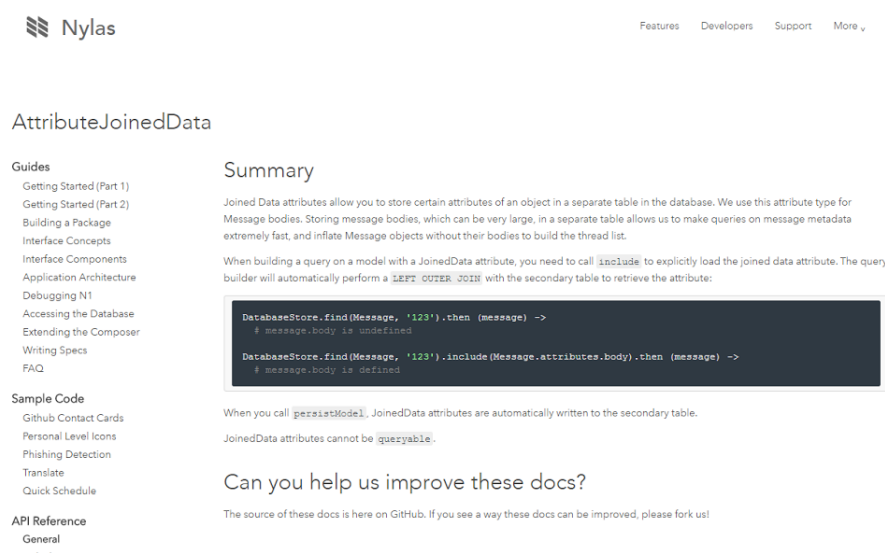 Nylas
Features Developers Support More
AttributeJoinedData
Guides
Getting Started (Part 1)
Getting Started (Part 2)
Building a Package
Interface Concepts
Interface Components
Application Architecture
Debugging N1
Accessing the Database
Extending the Composer
Writing Specs
FAQ
Sample Code
Github Contact Cards
Personal Level Icons
Phishing Detection
Translate
Quick Schedule
API Reference
General
Summary
Joined Data attributes allow you to store certain attributes of an object in a separate table in the database. We use this attribute type for
Message bodies. Storing message bodies, which can be very large, in a separate table allows us to make queries on message metadata
extremely fast, and inflate Message objects without their bodies to build the thread list.
When building a query on a model with a JoinedData attribute, you need to call include to explicitly load the joined data attribute. The query
builder will automatically perform a LEFT OUTER JOIN with the secondary table to retrieve the attribute:
DatabaseStore.find(Message, '123').then (message) ->
# message.body is undefined
DatabaseStore.find(Message, '123').include(Message.attributes.body).then (message) ->
# message.body is defined
When you call persistModel, JoinedData attributes are automatically written to the secondary table.
JoinedData attributes cannot be queryable.
Can you help us improve these docs?
The source of these docs is here on GitHub. If you see a way these docs can be improved, please fork us!